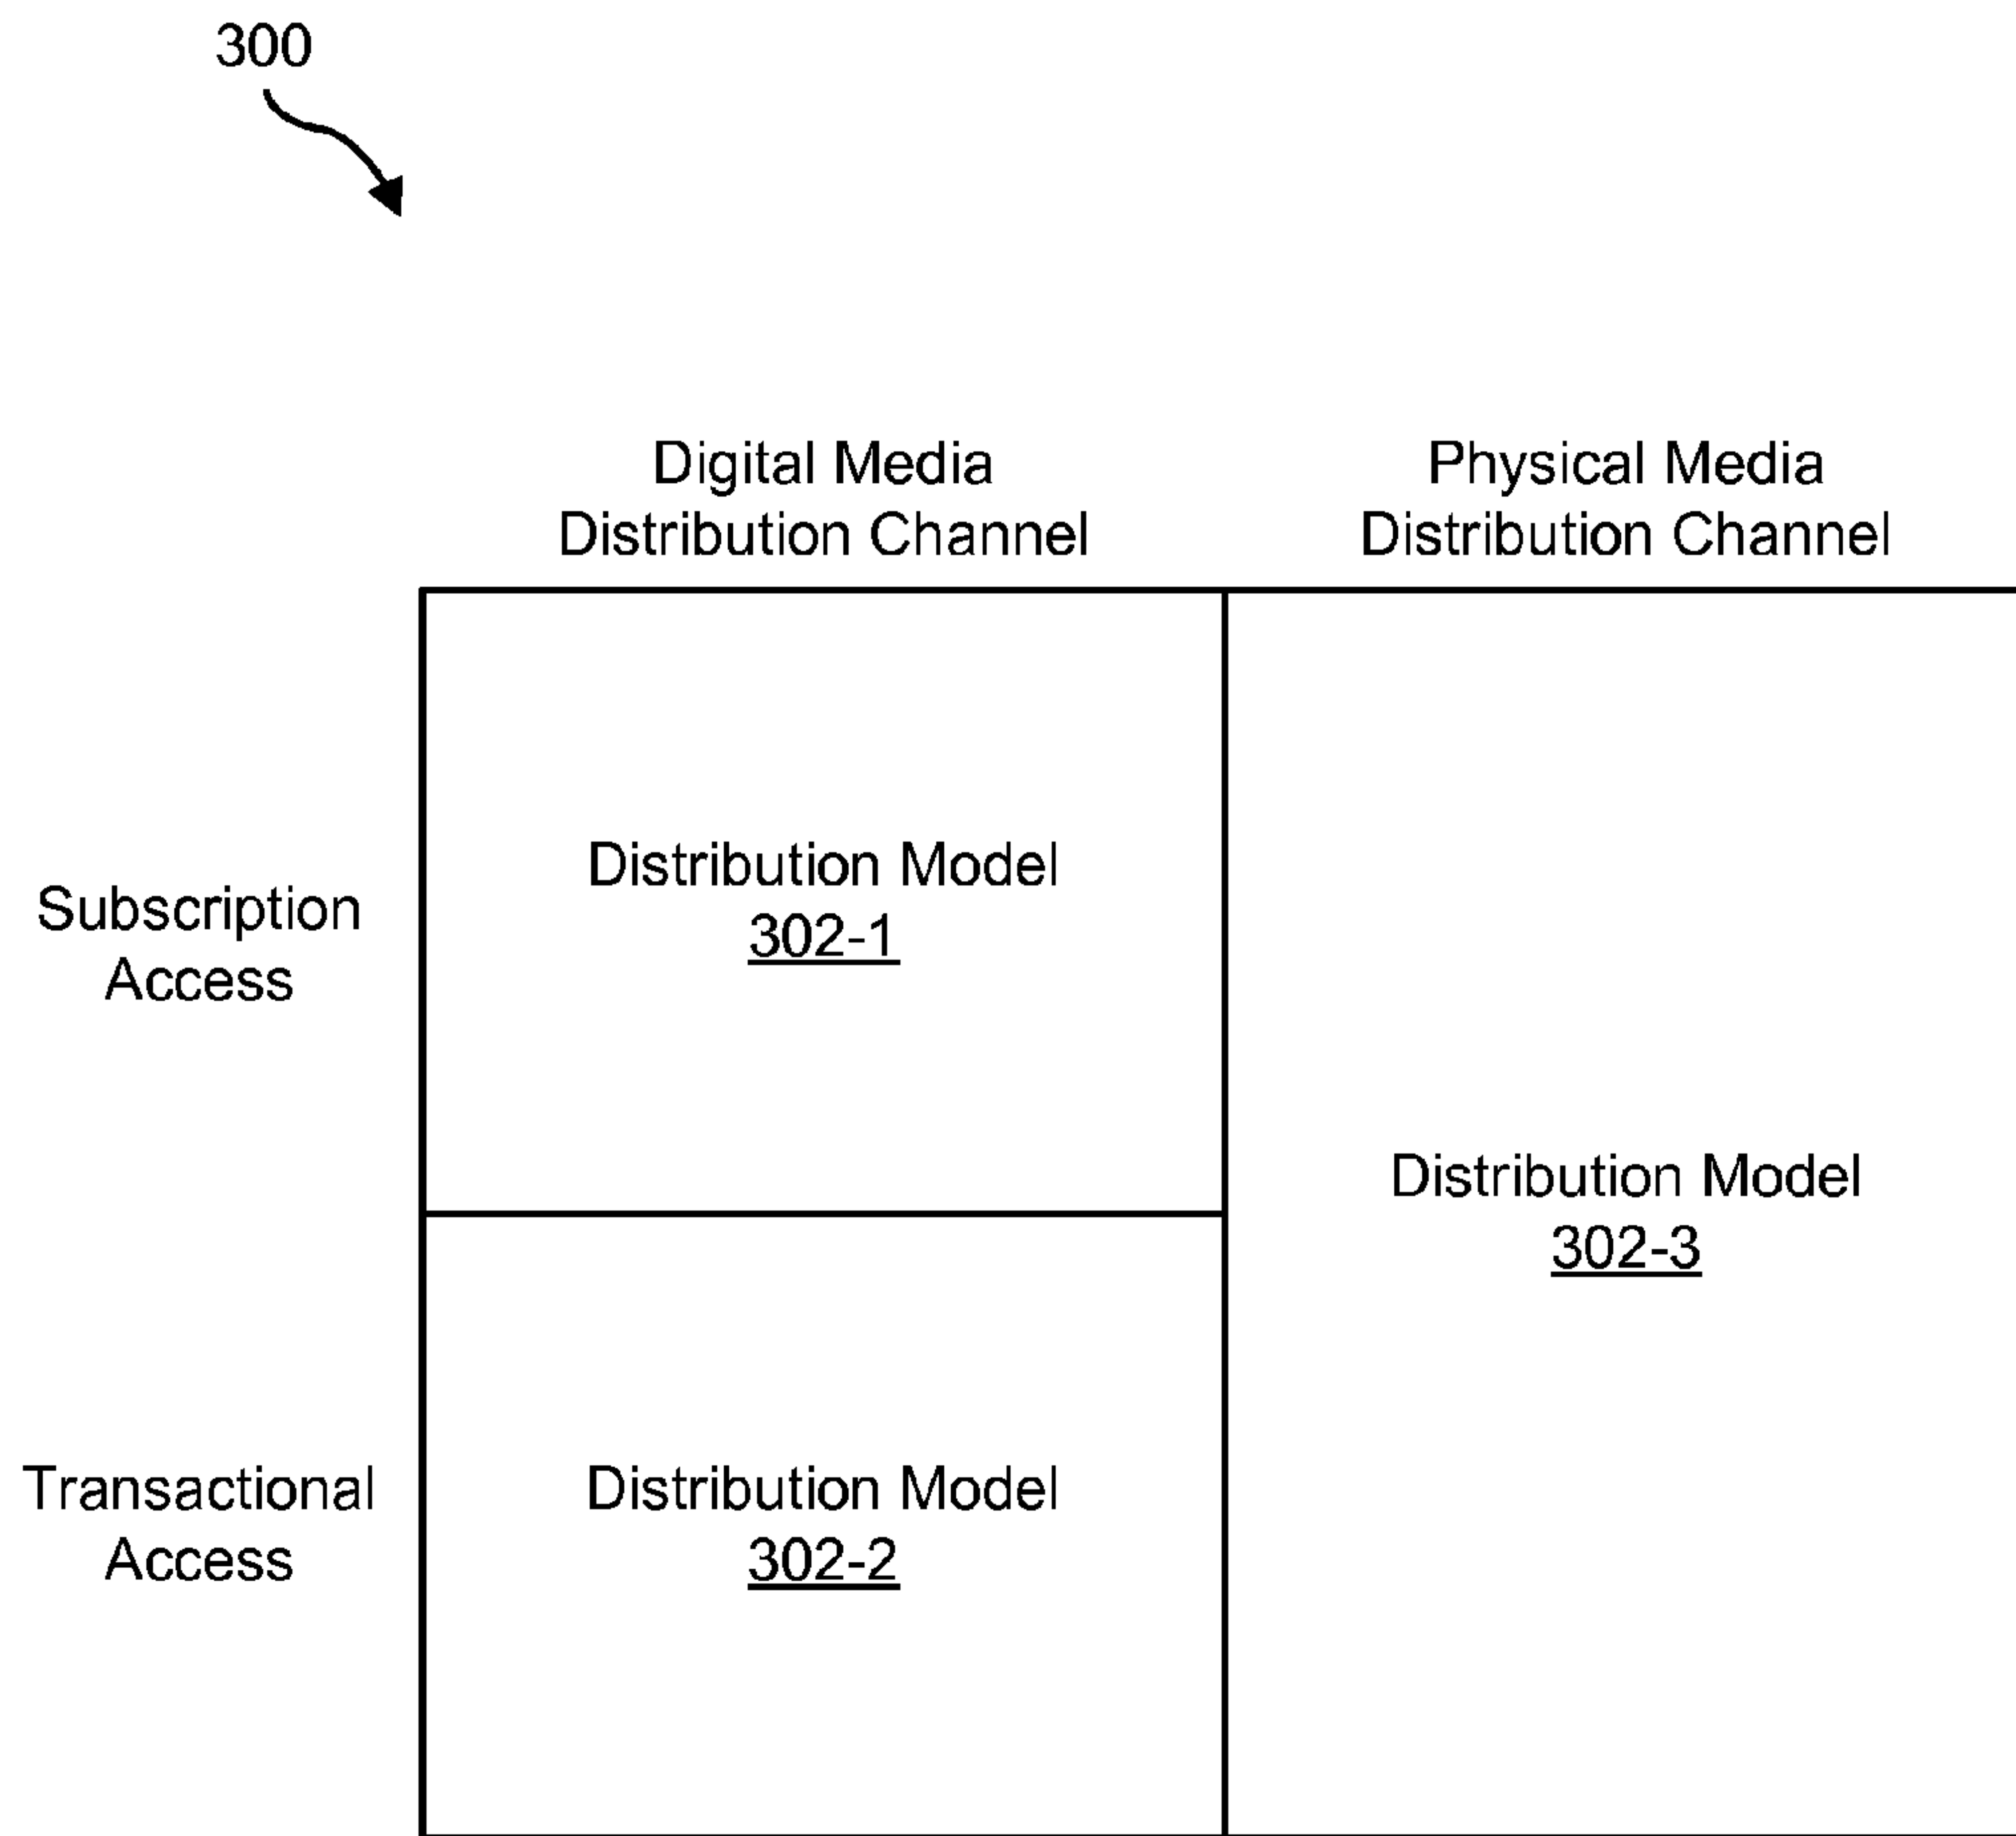 300
Digital Media
Distribution Channel
Physical Media
Distribution Channel
Subscription
Access
Distribution Model
302-1
Distribution Model
302-3
Transactional
Access
Distribution Model
302-2